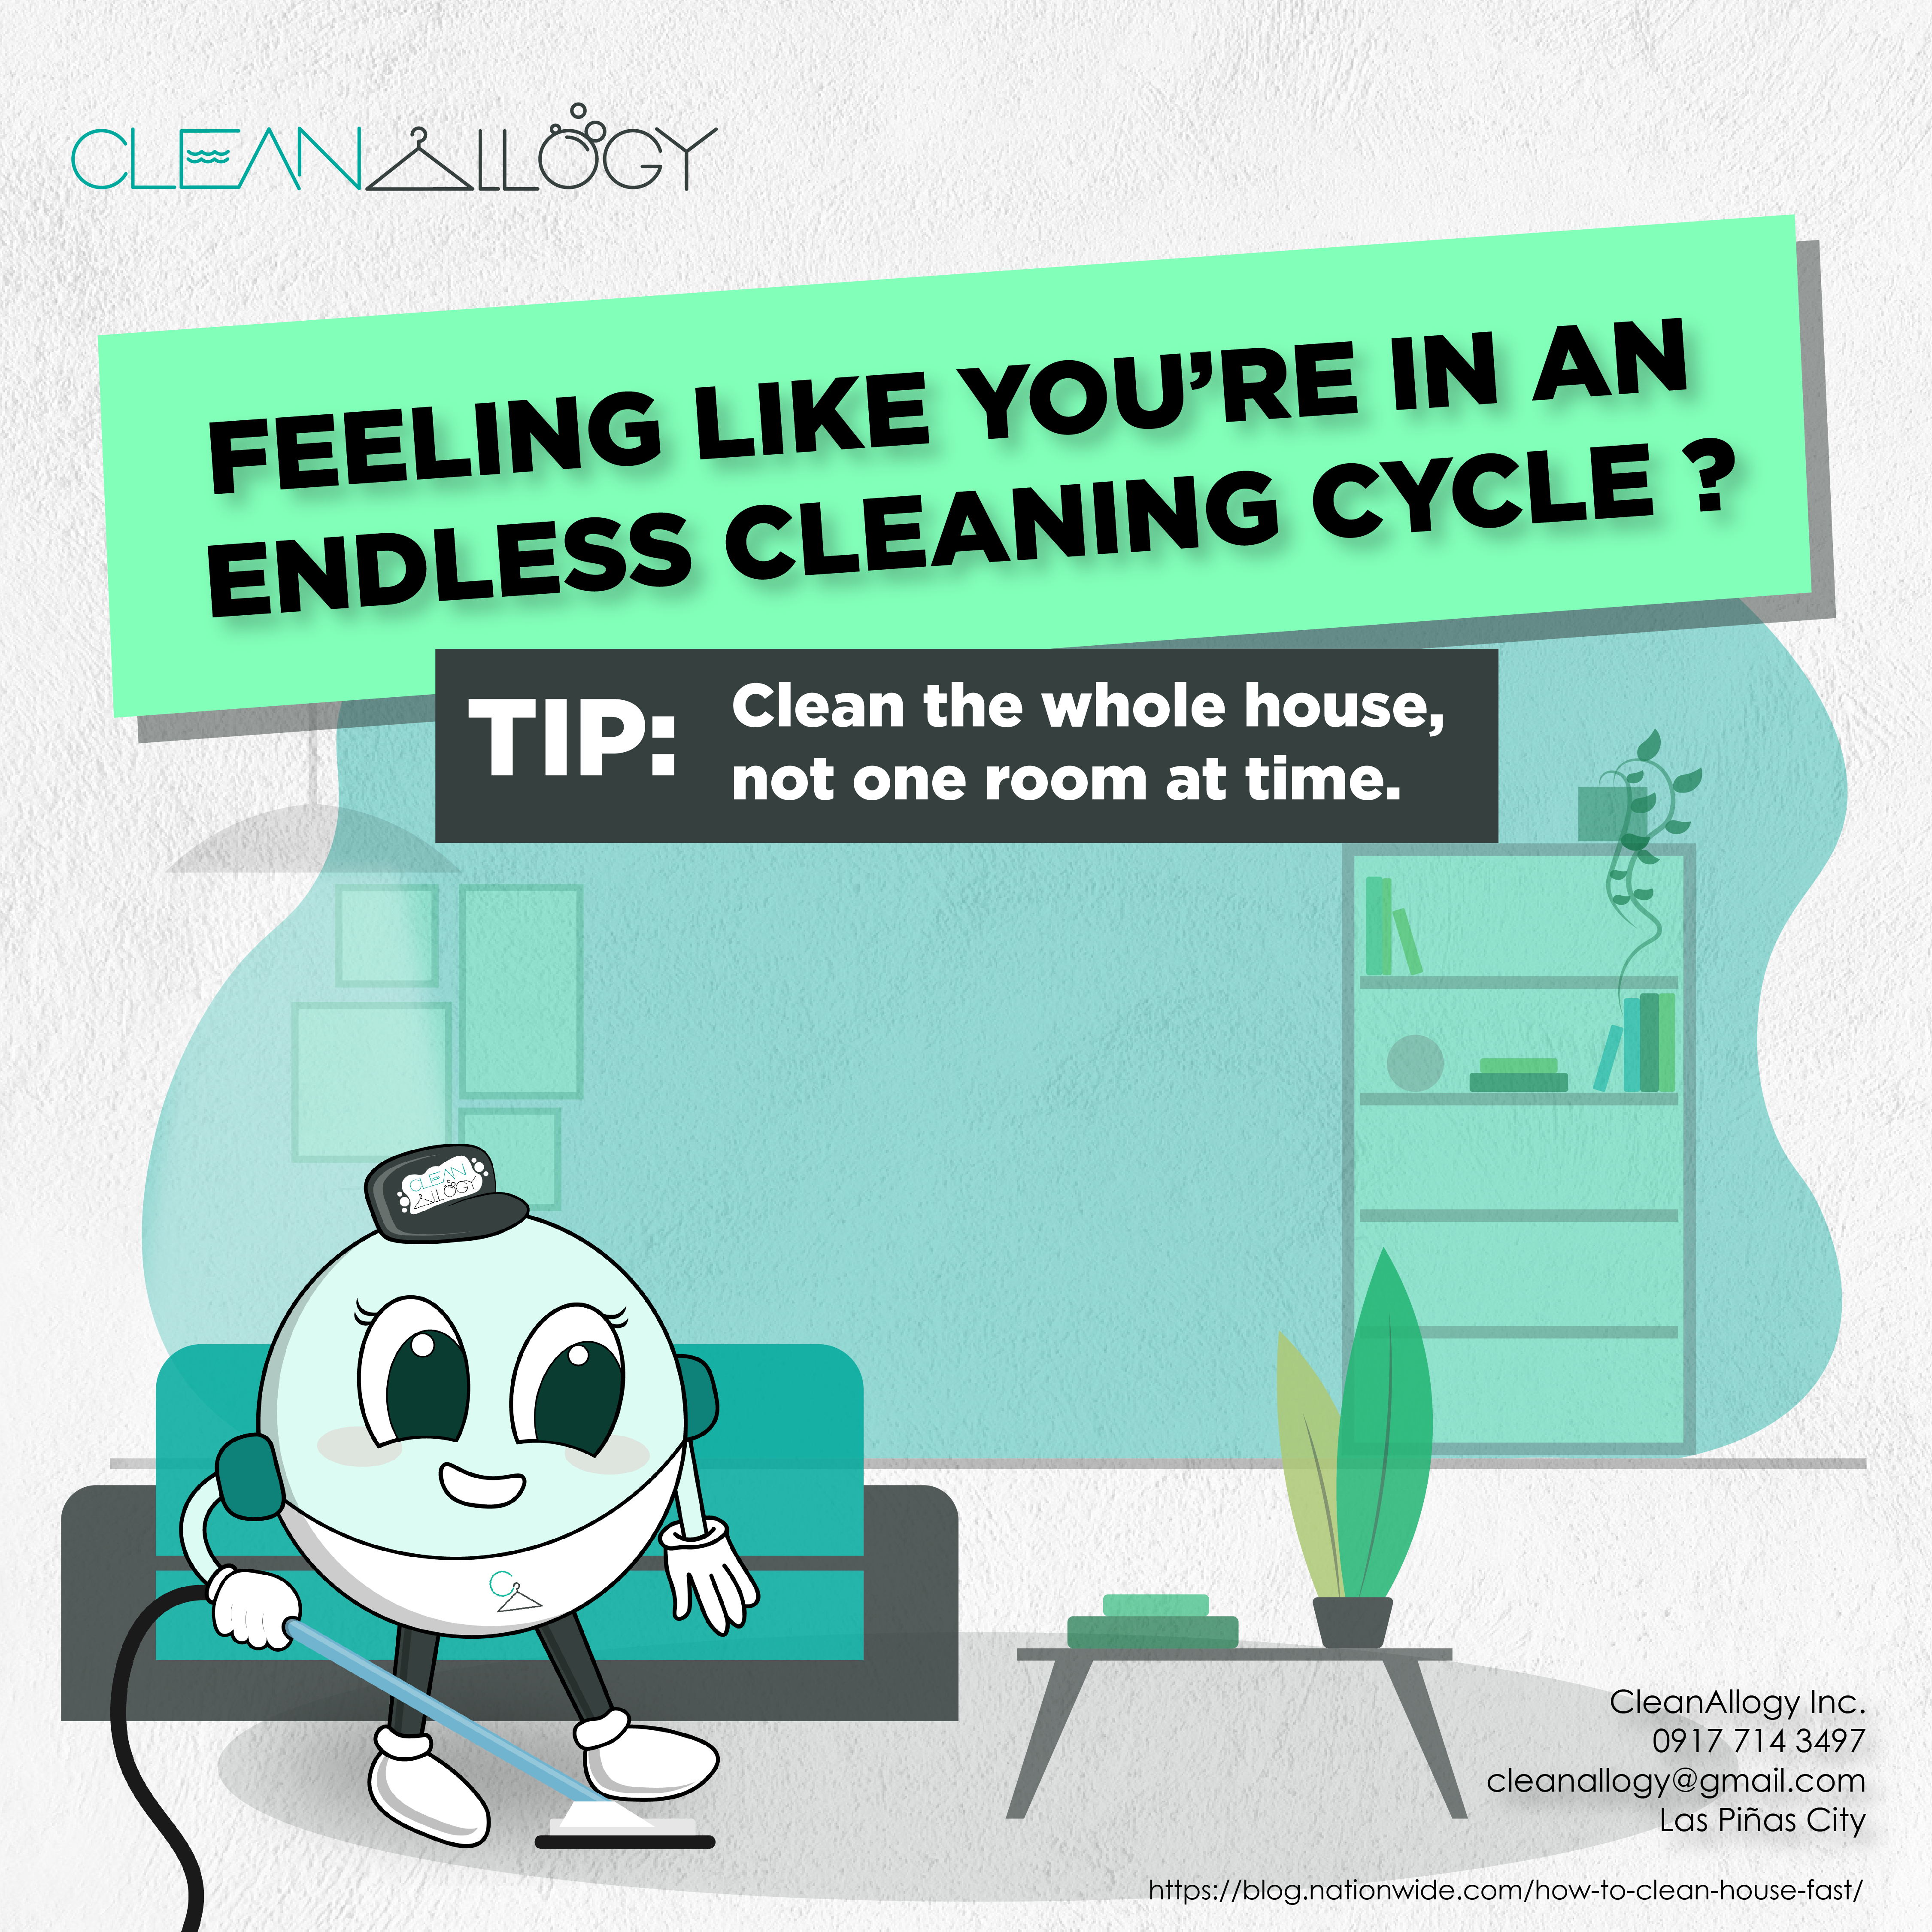 CLEANALLOGY
FEELING LIKE YOU'RE IN AN
ENDLESS CLEANING CYCLE ?
TIP:
Clean the whole house,
not one room at time.
CLEAN
ALLOGY
C
CleanAllogy Inc.
0917 714 3497
cleanallogy@gmail.com
Las Piñas City
https://blog.nationwide.com/how-to-clean-house-fast/